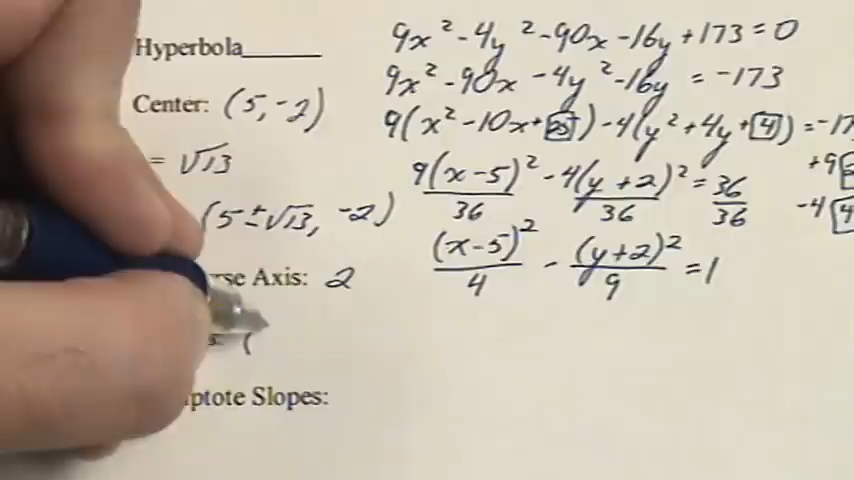 Hyperbola______
Center: (5, -2)
= √13
(5 ± √13, -2)
rse Axis: 2
s: (
ptote Slopes:
9x² - 4y² - 90x - 16y + 173 = 0
9x² - 90x - 4y² - 16y = -173
9(x² - 10x + 25) - 4(y² + 4y + 4) = -17
+9
-4(4
9(x-5)²/36 - 4(y+2)²/36 = 36/36
(x-5)²/4 - (y+2)²/9 = 1